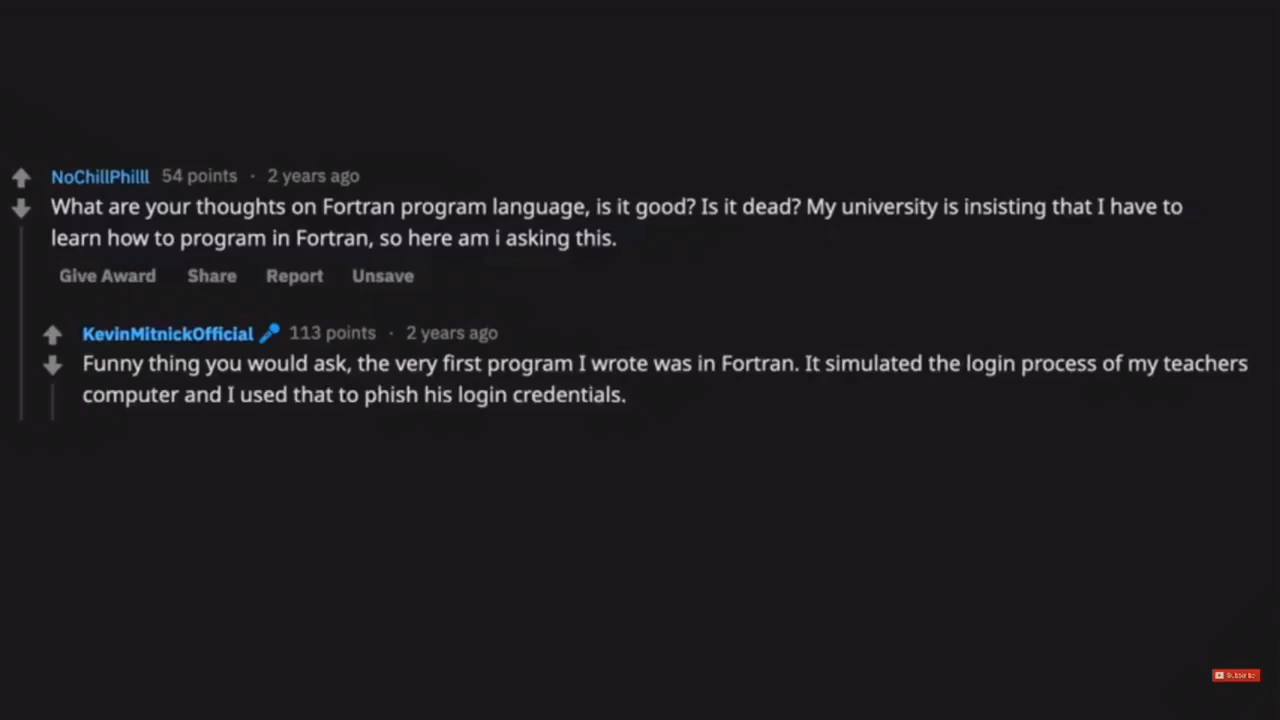 NoChillPhilll 54 points · 2 years ago
What are your thoughts on Fortran program language, is it good? Is it dead? My university is insisting that I have to
learn how to program in Fortran, so here am i asking this.
Give Award Share Report Unsave
KevinMitnickOfficial 113 points · 2 years ago
Funny thing you would ask, the very first program I wrote was in Fortran. It simulated the login process of my teachers
computer and I used that to phish his login credentials.
Subscribe